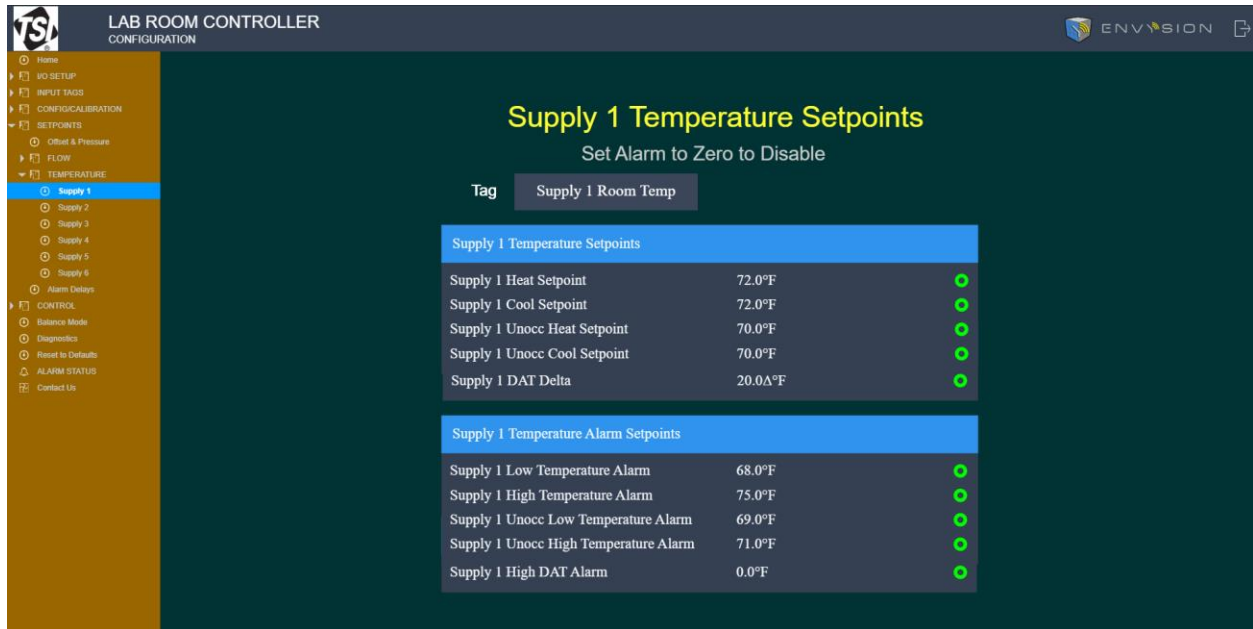 TSI
LAB ROOM CONTROLLER
CONFIGURATION
ENVYSION
Home
I/O SETUP
INPUT TAGS
CONFIG/CALIBRATION
SETPOINTS
Offset & Pressure
FLOW
TEMPERATURE
Supply 1
Supply 2
Supply 3
Supply 4
Supply 5
Supply 6
Alarm Delays
CONTROL
Balance Mode
Diagnostics
Reset to Defaults
ALARM STATUS
Contact Us
Supply 1 Temperature Setpoints
Set Alarm to Zero to Disable
Tag Supply 1 Room Temp
Supply 1 Temperature Setpoints
Supply 1 Heat Setpoint 72.0°F
Supply 1 Cool Setpoint 72.0°F
Supply 1 Unocc Heat Setpoint 70.0°F
Supply 1 Unocc Cool Setpoint 70.0°F
Supply 1 DAT Delta 20.0Δ°F
Supply 1 Temperature Alarm Setpoints
Supply 1 Low Temperature Alarm 68.0°F
Supply 1 High Temperature Alarm 75.0°F
Supply 1 Unocc Low Temperature Alarm 69.0°F
Supply 1 Unocc High Temperature Alarm 71.0°F
Supply 1 High DAT Alarm 0.0°F